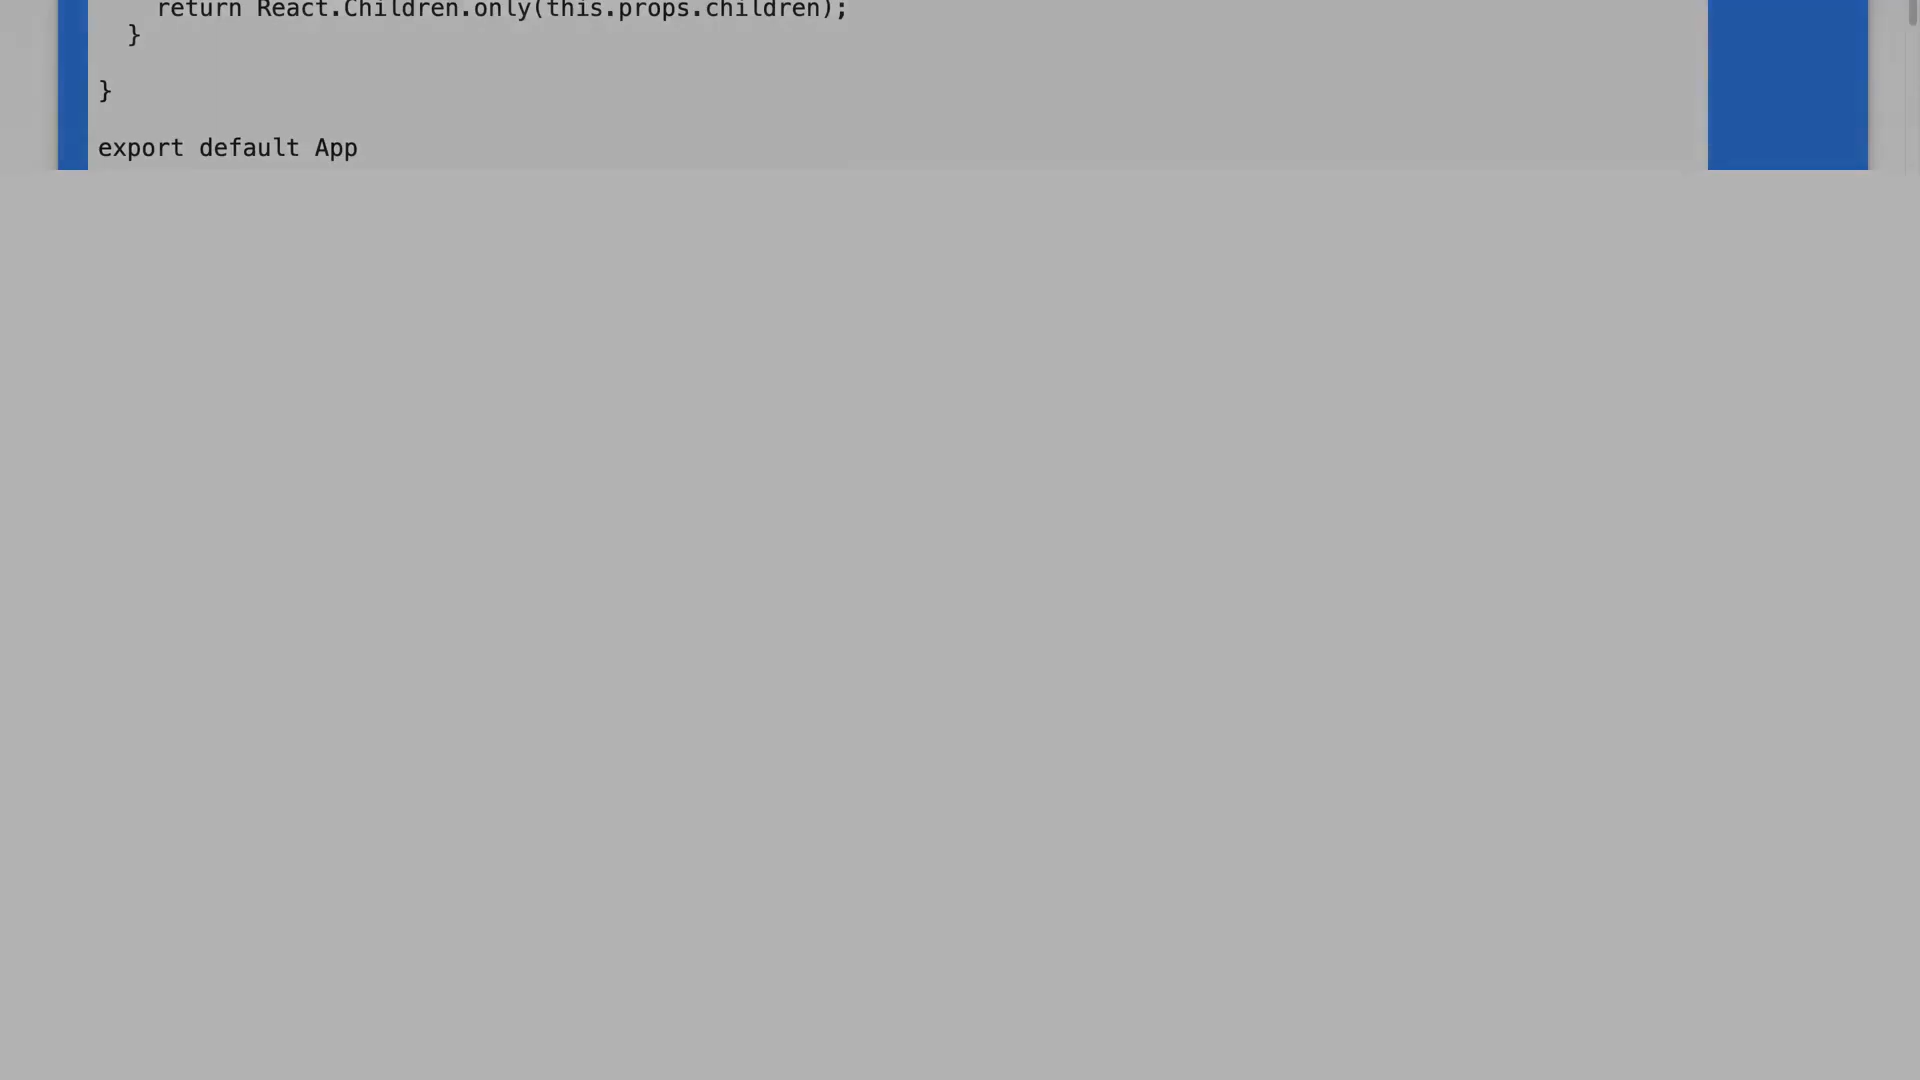 return React.Children.only(this.props.children);
}
}
export default App